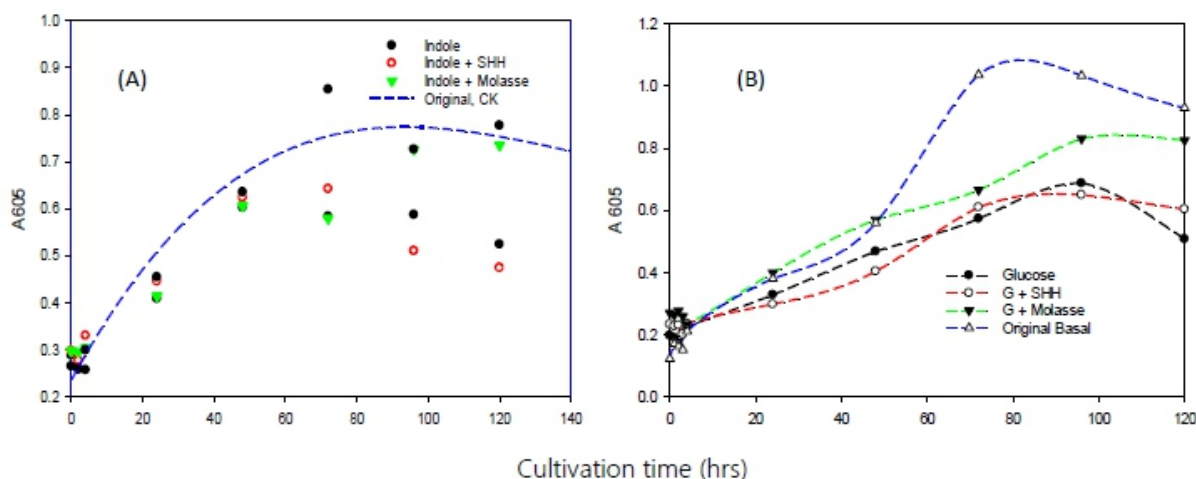 (A)
Indole
Indole + SHH
Indole + Molasse
Original, CK
A605
1.0
0.9
0.8
0.7
0.6
0.5
0.4
0.3
0.2
0 20 40 60 80 100 120 140
(B)
Glucose
G + SHH
G + Molasse
Original Basal
A 605
1.2
1.0
0.8
0.6
0.4
0.2
0.0
0 20 40 60 80 100 120
Cultivation time (hrs)